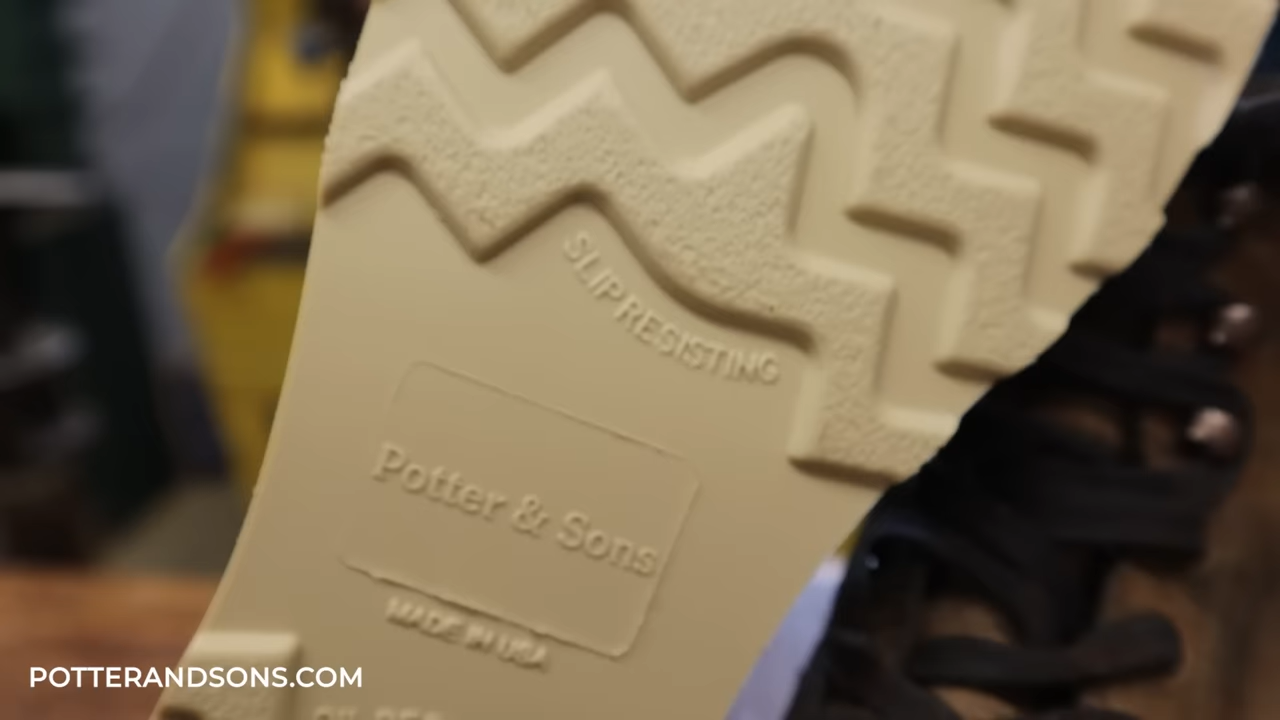 SLIP RESISTING
Potter & Sons
MADE IN USA
POTTERANDSONS.COM